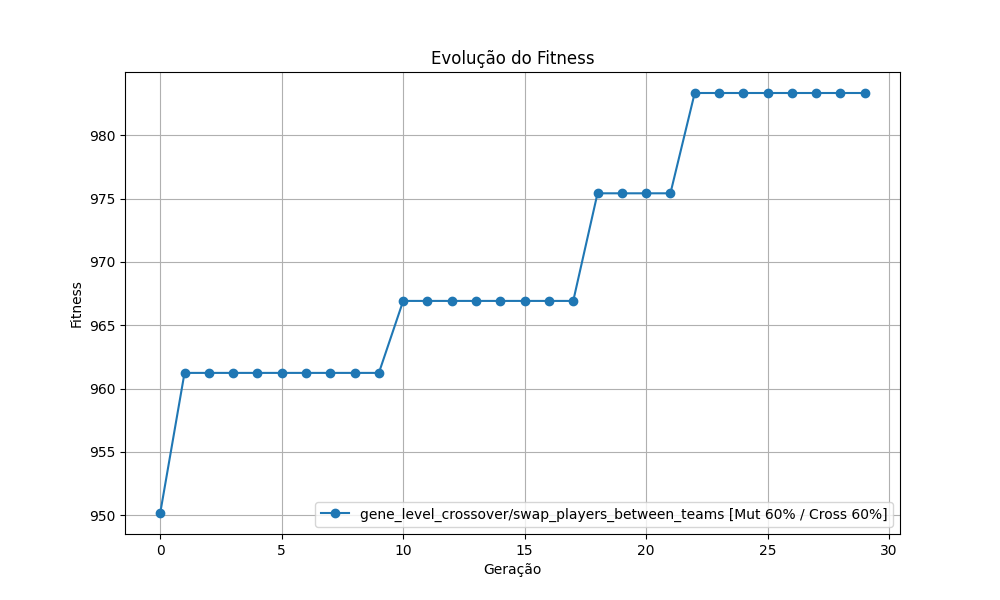 Evolução do Fitness
Fitness
980
975
970
965
960
955
950
0 5 10 15 20 25 30
Geração
gene_level_crossover/swap_players_between_teams [Mut 60% / Cross 60%]